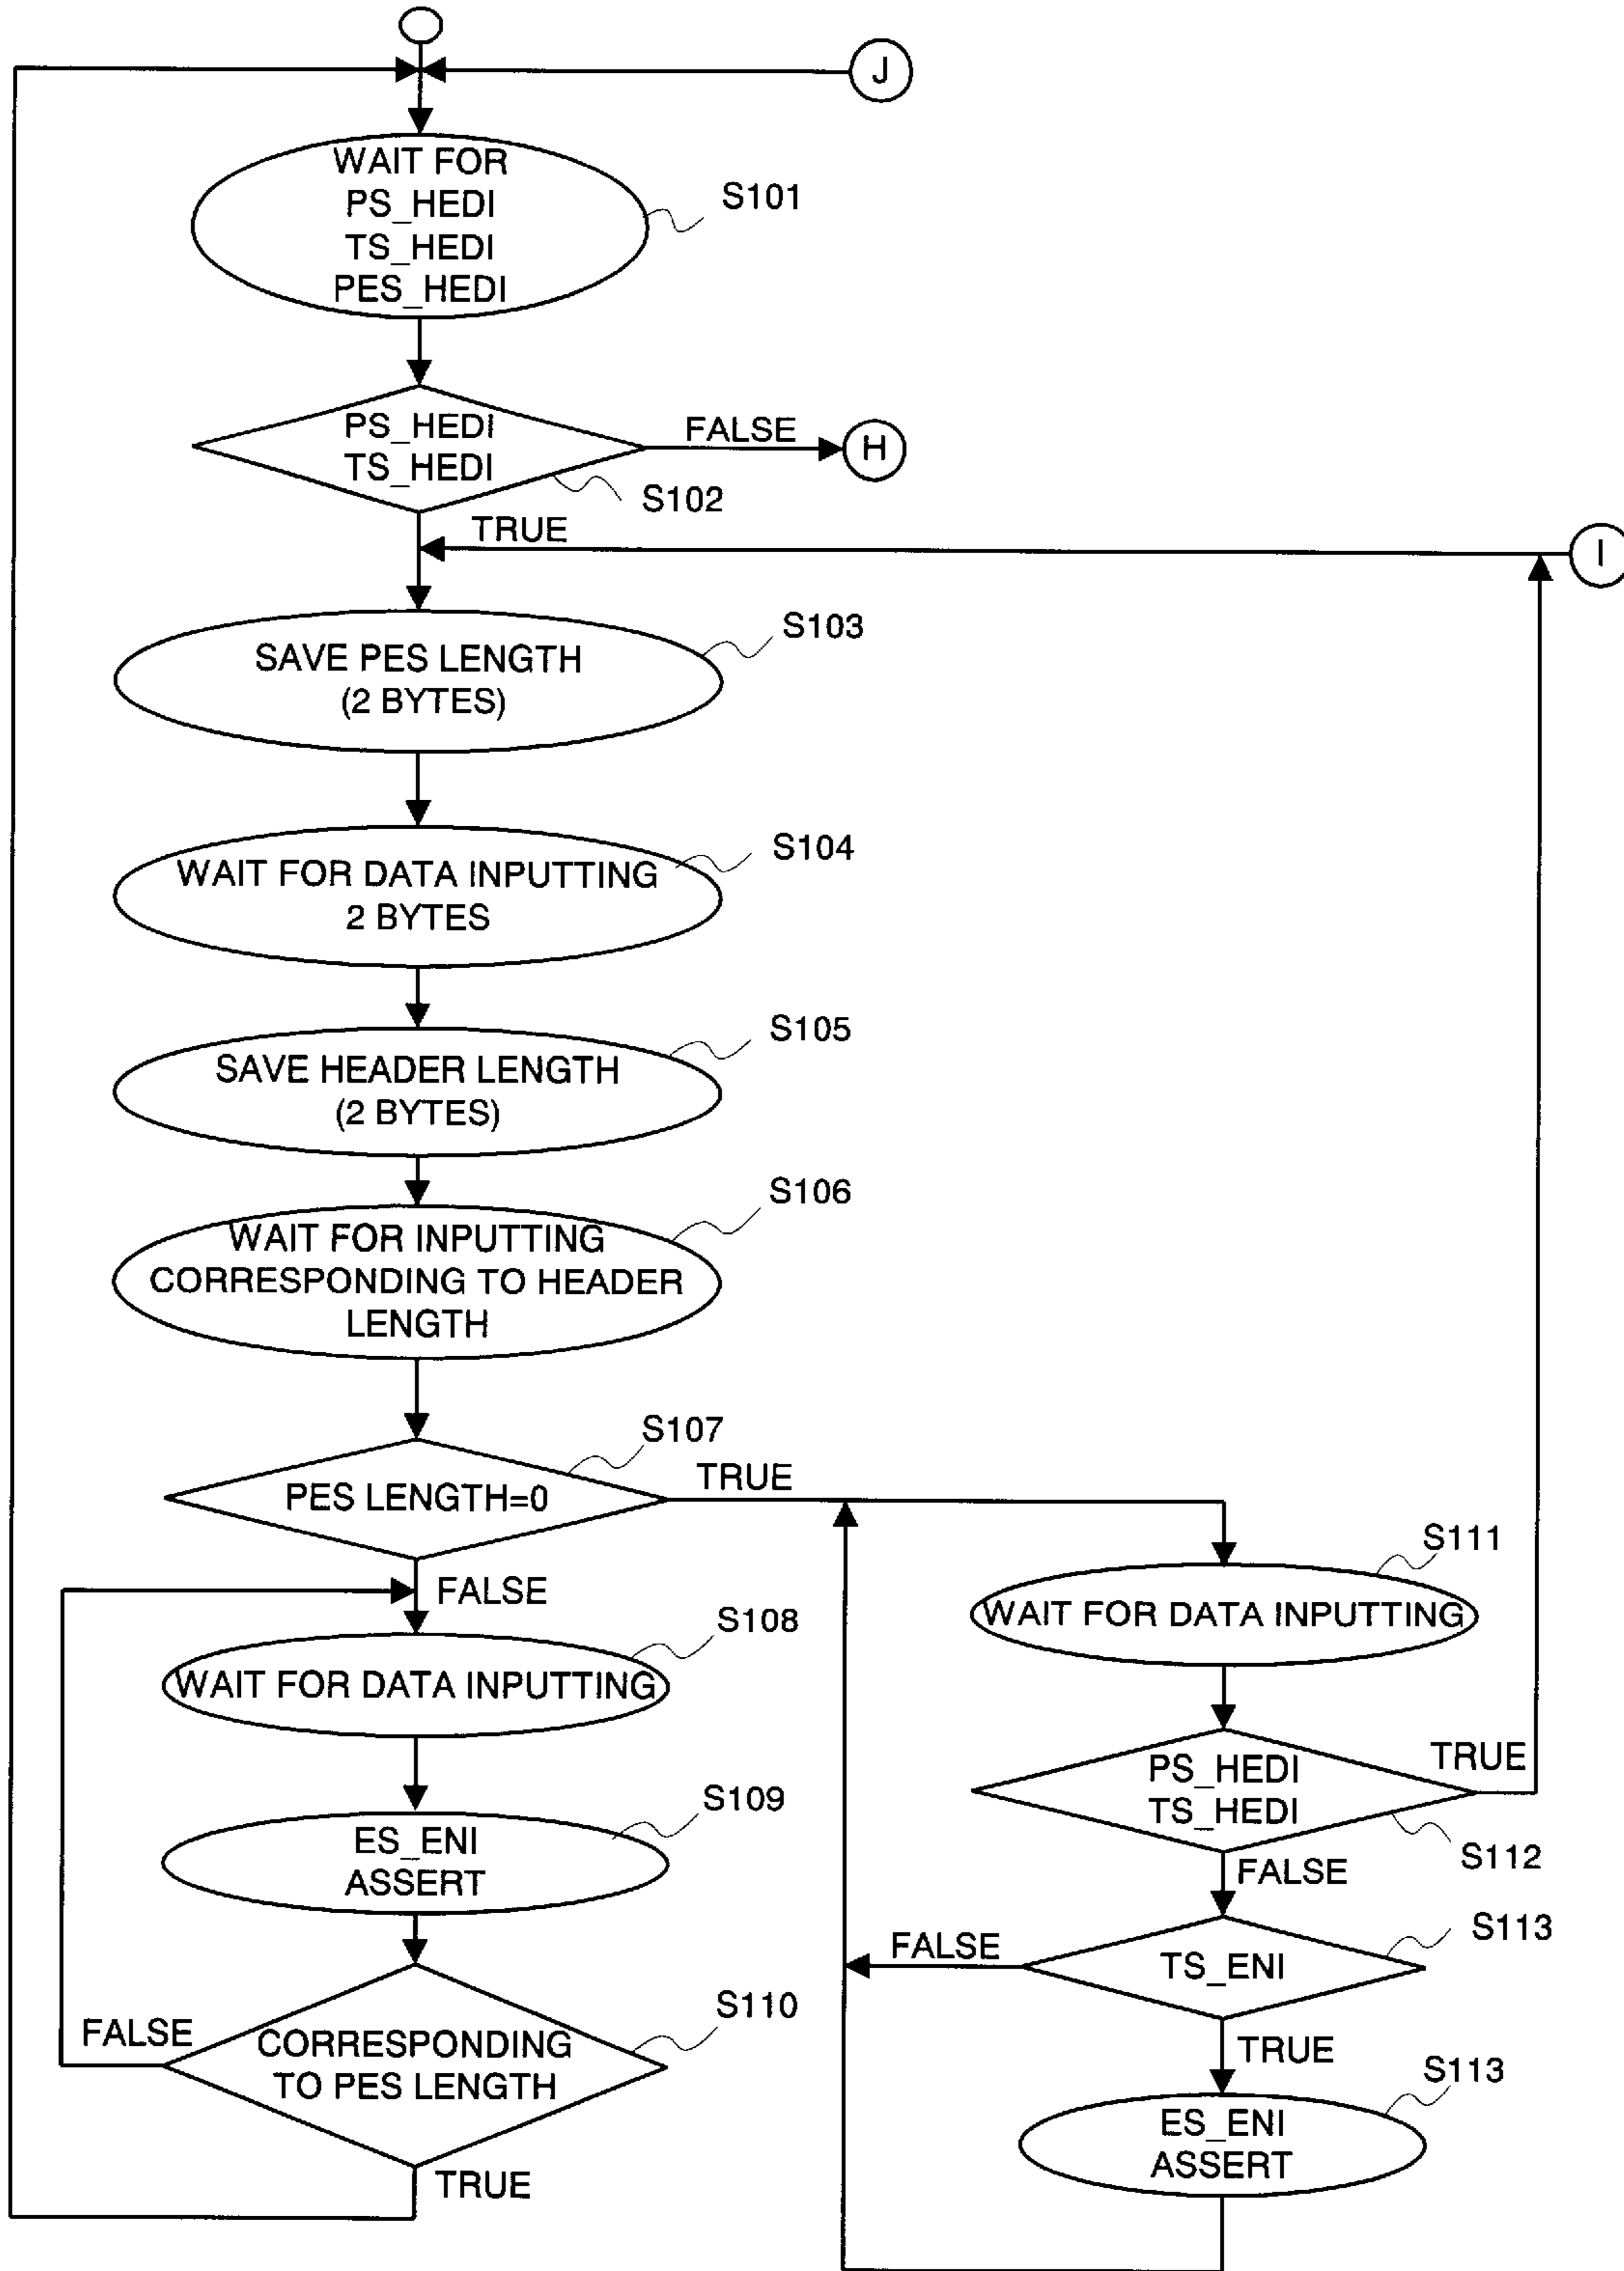 J
WAIT FOR
PS_HEDI
TS_HEDI
PES_HEDI
S101
PS_HEDI
TS_HEDI
FALSE
H
S102
TRUE
I
SAVE PES LENGTH
(2 BYTES)
S103
WAIT FOR DATA INPUTTING
2 BYTES
S104
SAVE HEADER LENGTH
(2 BYTES)
S105
WAIT FOR INPUTTING
CORRESPONDING TO HEADER
LENGTH
S106
PES LENGTH=0
S107
TRUE
FALSE
WAIT FOR DATA INPUTTING
S108
ES_ENI
ASSERT
S109
CORRESPONDING
TO PES LENGTH
S110
FALSE
TRUE
WAIT FOR DATA INPUTTING
S111
PS_HEDI
TS_HEDI
TRUE
S112
FALSE
TS_ENI
S113
FALSE
TRUE
ES_ENI
ASSERT
S113